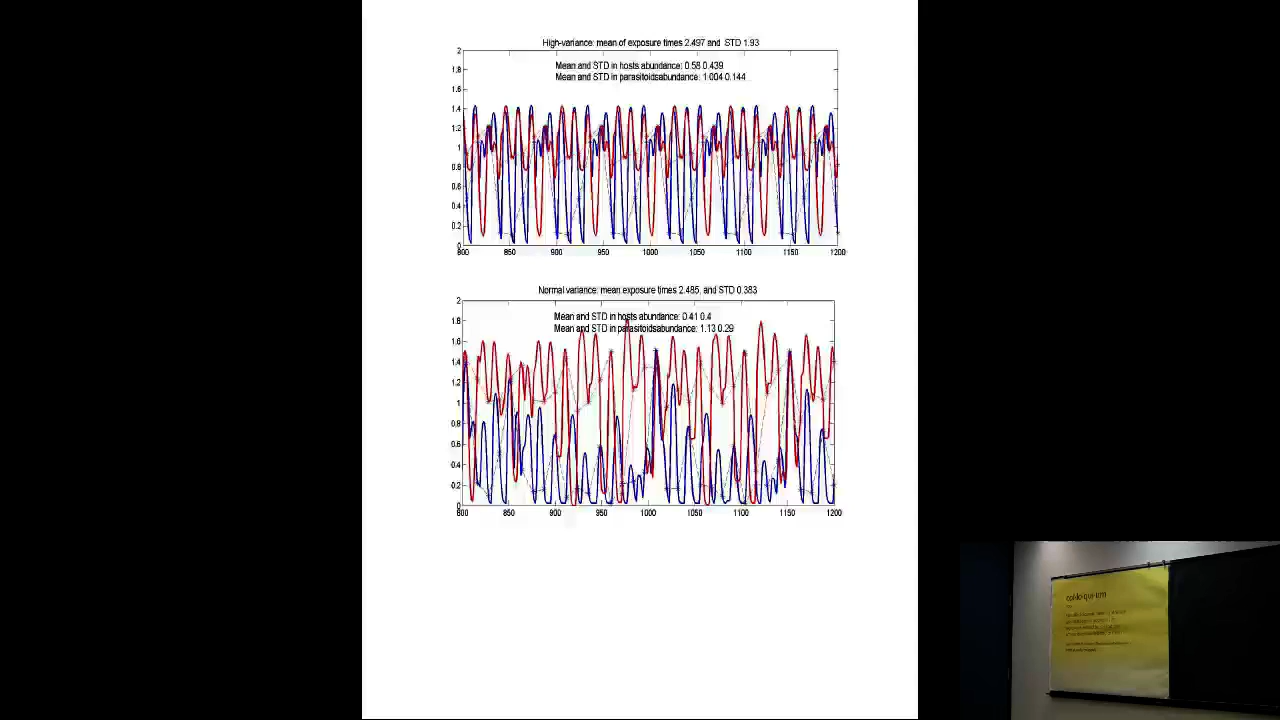 High-variance: mean of exposure times 2.497 and STD 1.93
Mean and STD in hosts abundance: 0.58 0.439
Mean and STD in parasitoidsabundance: 1.004 0.144
2
1.8
1.6
1.4
1.2
1
0.8
0.6
0.4
0.2
0
800 850 900 950 1000 1050 1100 1150 1200
Normal variance: mean exposure times 2.485, and STD 0.383
Mean and STD in hosts abundance: 0.41 0.4
Mean and STD in parasitoidsabundance: 1.13 0.29
2
1.8
1.6
1.4
1.2
1
0.8
0.6
0.4
0.2
0
800 850 900 950 1000 1050 1100 1150 1200